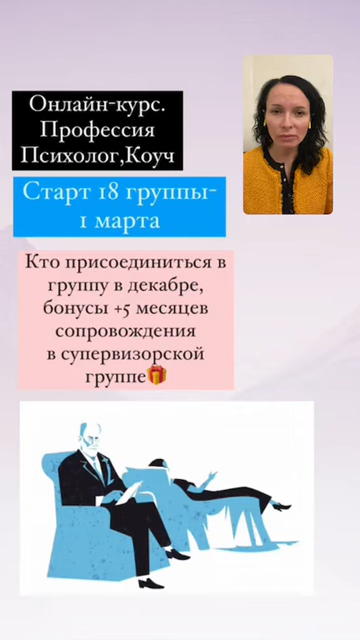 Онлайн-курс.
Профессия
Психолог,Коуч
Старт 18 группы-
1 марта
Кто присоединиться в
группу в декабре,
бонусы +5 месяцев
сопровождения
в супервизорской
группе🎁